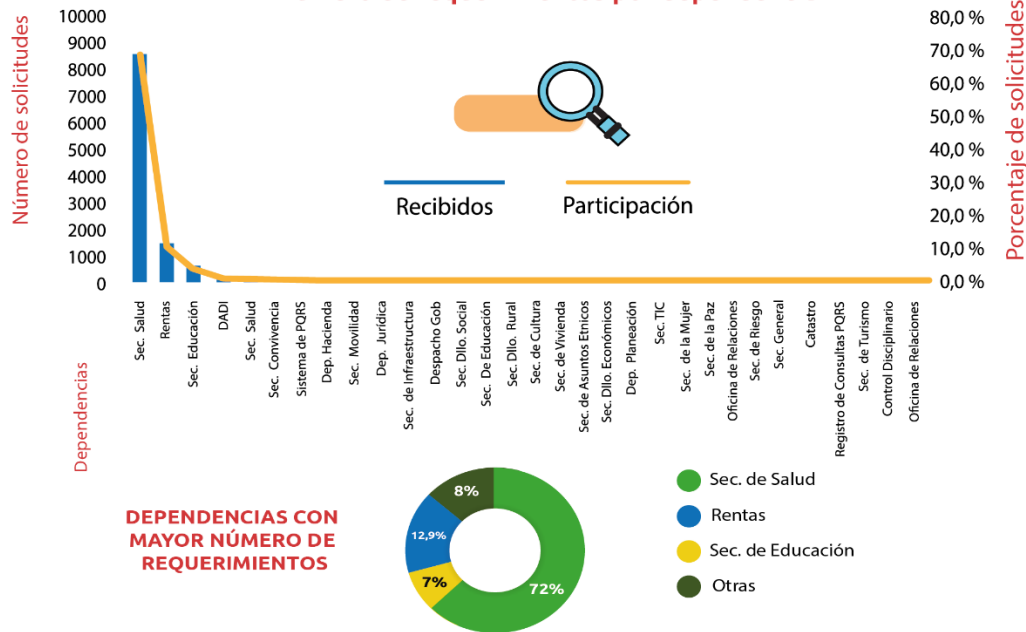 10000
9000
8000
7000
6000
5000
4000
3000
2000
1000
0
Número de solicitudes
80,0 %
70,0 %
60,0 %
50,0 %
40,0 %
30,0 %
20,0 %
10,0 %
0,0 %
Porcentaje de solicitudes
Recibidos
Participación
Sec. Salud
Rentas
Sec. Educación
DADI
Sec. Salud
Sec. Convivencia
Sistema de PQRS
Dep. Hacienda
Sec. Movilidad
Dep. Jurídica
Sec. de Infraestructura
Despacho Gob
Sec. Dllo. Social
Sec. De Educación
Sec. Dllo. Rural
Sec. de Cultura
Sec. de Vivienda
Sec. de Asuntos Etnicos
Sec. Dllo. Económicos
Dep. Planeación
Sec. TIC
Sec. de la Mujer
Sec. de la Paz
Oficina de Relaciones
Sec. de Riesgo
Sec. General
Catastro
Registro de Consultas PQRS
Sec. de Turismo
Control Disciplinario
Oficina de Relaciones
Dependencias
DEPENDENCIAS CON
MAYOR NÚMERO DE
REQUERIMIENTOS
8%
12,9%
7%
72%
Sec. de Salud
Rentas
Sec. de Educación
Otras